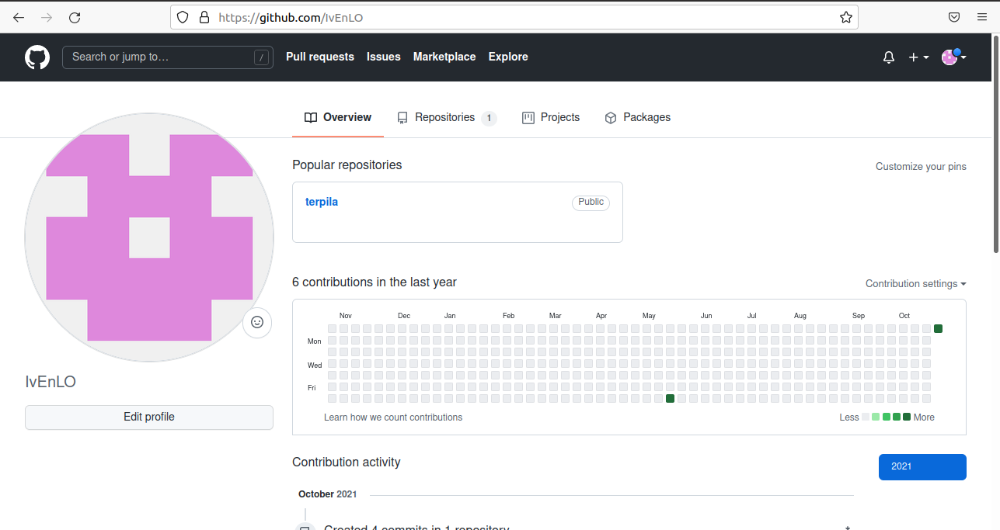 https://github.com/IvEnLO
Search or jump to…
/
Pull requests
Issues
Marketplace
Explore
Overview
Repositories 1
Projects
Packages
Popular repositories
Customize your pins
terpila
Public
6 contributions in the last year
Contribution settings
Nov Dec Jan Feb Mar Apr May Jun Jul Aug Sep Oct
Mon
Wed
Fri
Learn how we count contributions
Less
More
IvEnLO
Edit profile
Contribution activity
2021
October 2021
Created 4 commits in 1 repository